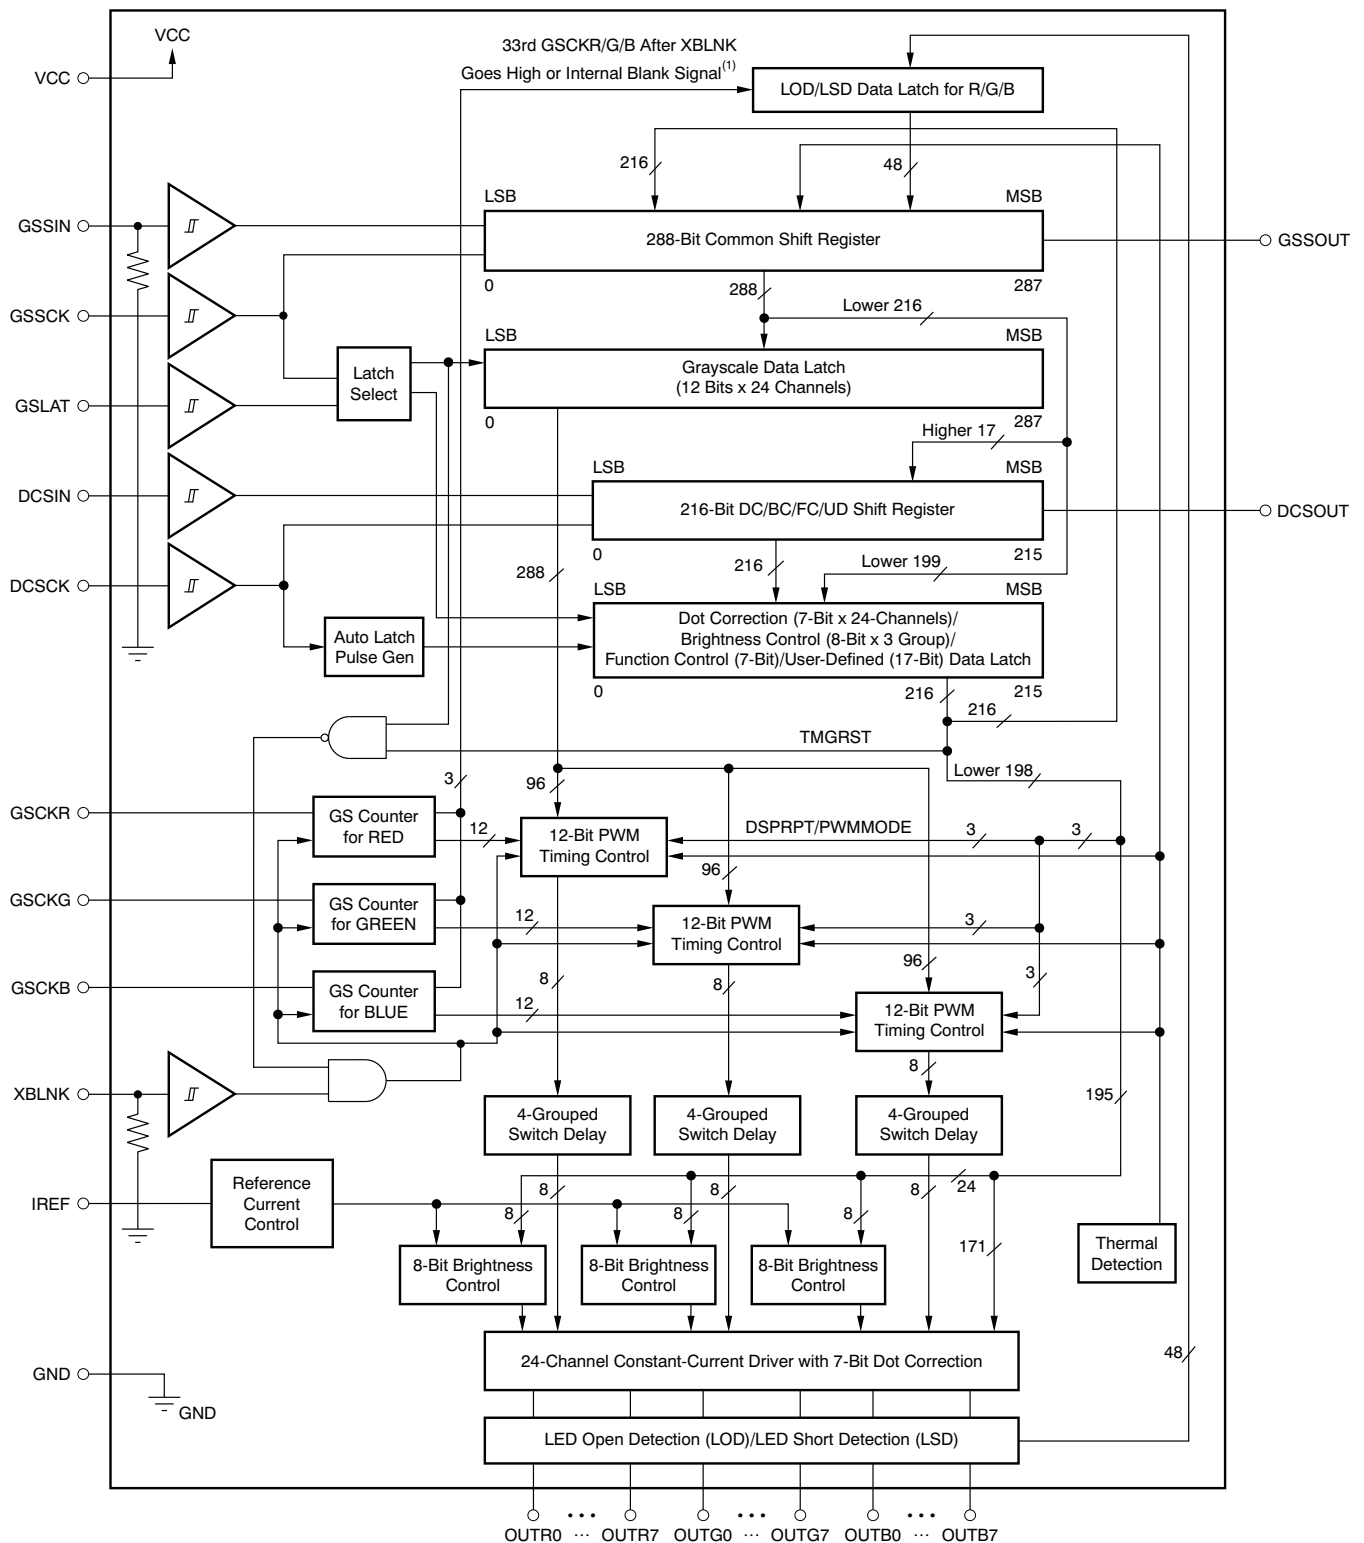 VCC
VCC
33rd GSCKR/G/B After XBLNK
Goes High or Internal Blank Signal(1)
LOD/LSD Data Latch for R/G/B
216
48
LSB
MSB
GSSIN
288-Bit Common Shift Register
GSSOUT
0
287
288
Lower 216
GSSCK
LSB
MSB
Latch
Select
Grayscale Data Latch
(12 Bits x 24 Channels)
GSLAT
0
287
Higher 17
LSB
MSB
DCSIN
216-Bit DC/BC/FC/UD Shift Register
DCSOUT
0
215
288
216
Lower 199
DCSCK
LSB
MSB
Auto Latch
Pulse Gen
Dot Correction (7-Bit x 24-Channels)/
Brightness Control (8-Bit x 3 Group)/
Function Control (7-Bit)/User-Defined (17-Bit) Data Latch
0
216
215
216
TMGRST
3
96
Lower 198
GSCKR
GS Counter
for RED
12
12-Bit PWM
Timing Control
DSPRPT/PWMMODE
3
3
96
GSCKG
GS Counter
for GREEN
12
12-Bit PWM
Timing Control
3
96
3
8
8
GSCKB
GS Counter
for BLUE
12
12-Bit PWM
Timing Control
8
XBLNK
195
4-Grouped
Switch Delay
4-Grouped
Switch Delay
4-Grouped
Switch Delay
IREF
Reference
Current
Control
8
8
8
24
8
8
8
171
8-Bit Brightness
Control
8-Bit Brightness
Control
8-Bit Brightness
Control
Thermal
Detection
48
24-Channel Constant-Current Driver with 7-Bit Dot Correction
GND
GND
LED Open Detection (LOD)/LED Short Detection (LSD)
OUTR0 ... OUTR7 OUTG0 ... OUTG7 OUTB0 ... OUTB7